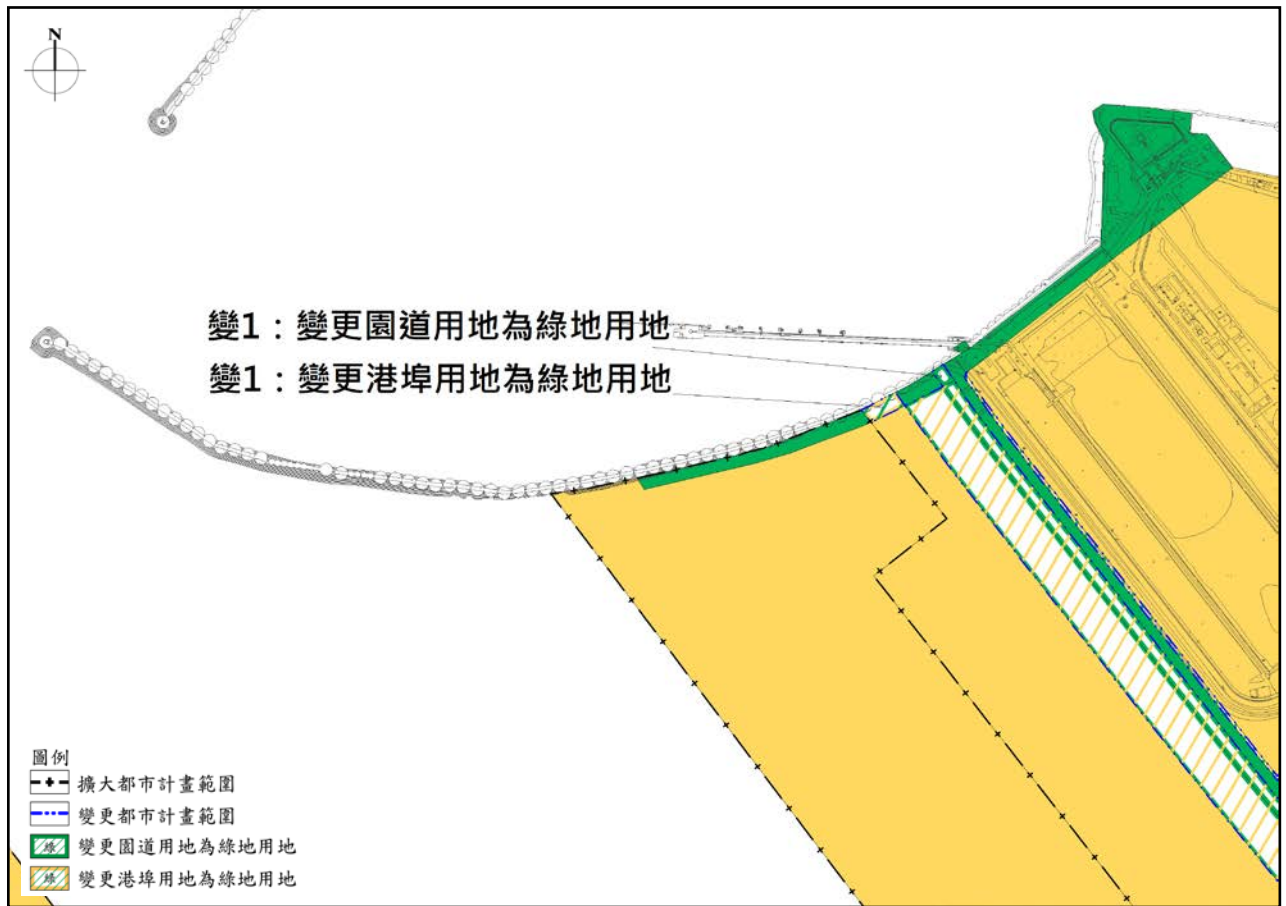 N
變1：變更園道用地為綠地用地
變1：變更港埠用地為綠地用地
圖例
擴大都市計畫範圍
變更都市計畫範圍
綠 變更園道用地為綠地用地
綠 變更港埠用地為綠地用地